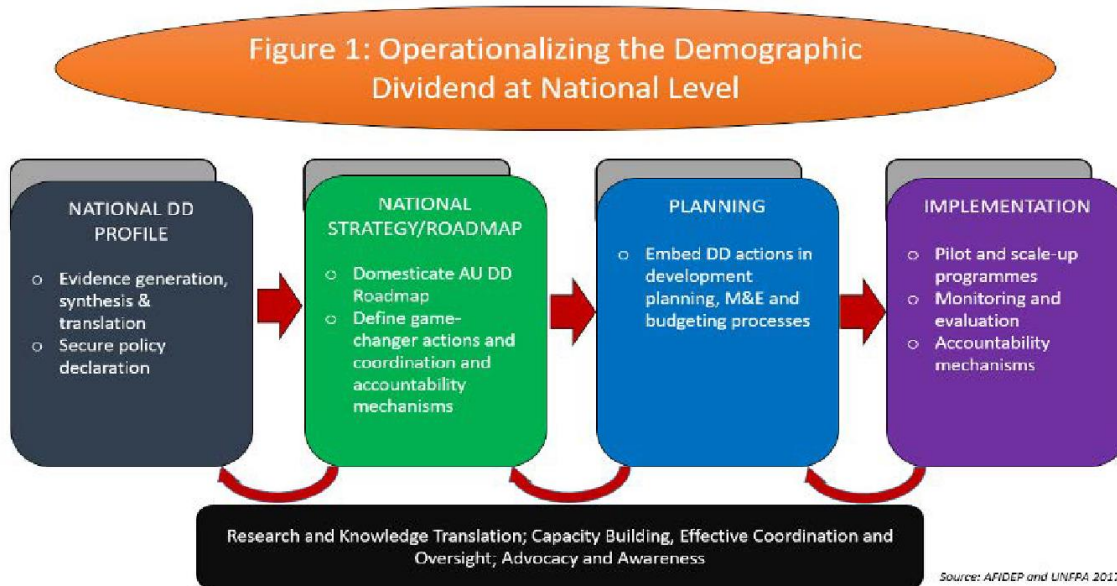 Figure 1: Operationalizing the Demographic
Dividend at National Level
NATIONAL DD
PROFILE
o Evidence generation,
synthesis &
translation
o Secure policy
declaration
NATIONAL
STRATEGY/ROADMAP
o Domesticate AU DD
Roadmap
o Define game-
changer actions and
coordination and
accountability
mechanisms
PLANNING
o Embed DD actions in
development
planning, M&E and
budgeting processes
IMPLEMENTATION
o Pilot and scale-up
programmes
o Monitoring and
evaluation
o Accountability
mechanisms
Research and Knowledge Translation; Capacity Building, Effective Coordination and
Oversight; Advocacy and Awareness
Source: AFIDEP and UNFPA 2017